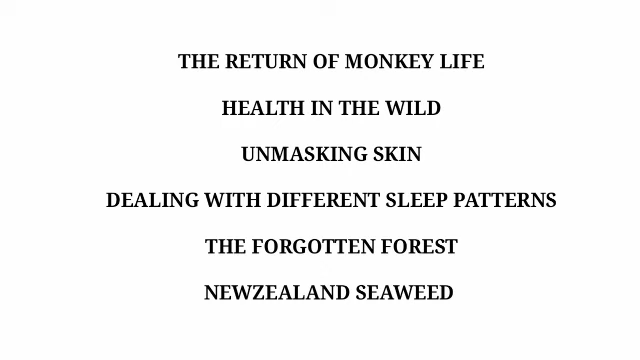 THE RETURN OF MONKEY LIFE
HEALTH IN THE WILD
UNMASKING SKIN
DEALING WITH DIFFERENT SLEEP PATTERNS
THE FORGOTTEN FOREST
NEWZEALAND SEAWEED